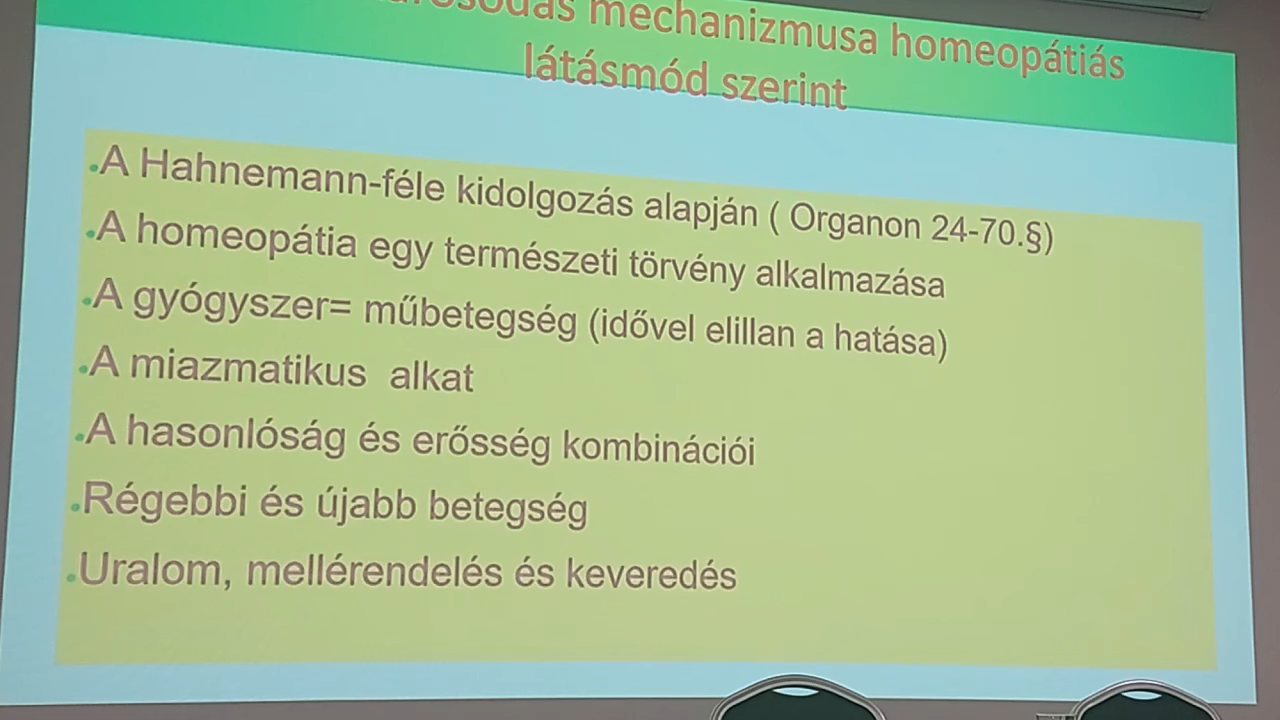 mechanizmusa homeopátiás
látásmód szerint
.A Hahnemann-féle kidolgozás alapján ( Organon 24-70.§)
.A homeopátia egy természeti törvény alkalmazása
.A gyógyszer= műbetegség (idővel elillan a hatása)
.A miazmatikus alkat
.A hasonlóság és erősség kombinációi
.Régebbi és újabb betegség
.Uralom, mellérendelés és keveredés